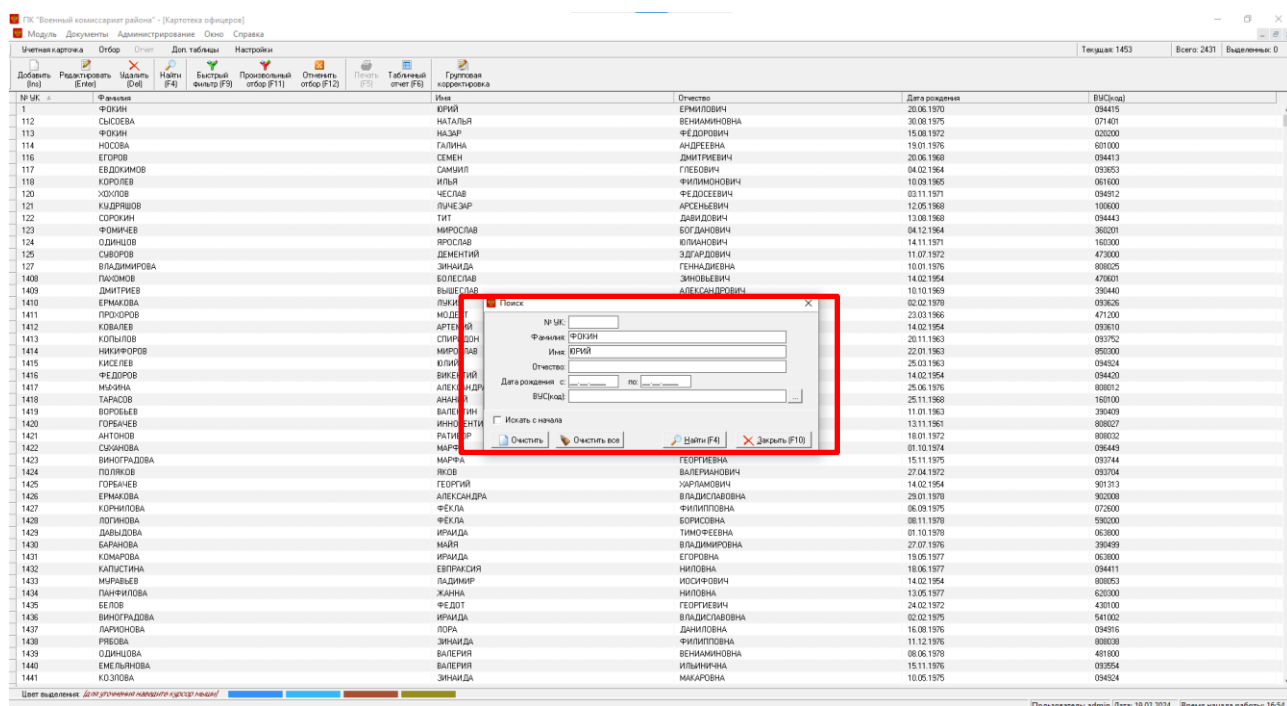 ПК "Военный комиссариат района" - [Картотека офицеров]
Модуль Документы Администрирование Окно Справка
Учетная карточка Отбор Отчет Доп. таблицы Настройки Текущая: 1453 Всего: 2431 Выделенных: 0
Добавить (Ins) Редактировать (Enter) Удалить (Del) Найти (F4) Быстрый фильтр (F9) Произвольный отбор (F11) Отменить отбор (F12) Печать (F5) Табличный отчет (F6) Групповая корректировка
№ УК Фамилия Имя Отчество Дата рождения ВУС(код)
1 ФОКИН ЮРИЙ ЕРМИЛОВИЧ 20.06.1970 094415
112 СЫСОЕВА НАТАЛЬЯ ВЕНИАМИНОВНА 30.08.1975 071401
113 ФОКИН НАЗАР ФЁДОРОВИЧ 15.08.1972 020200
114 НОСОВА ГАЛИНА АНДРЕЕВНА 19.01.1976 601000
116 ЕГОРОВ СЕМЕН ДМИТРИЕВИЧ 20.06.1968 094413
117 ЕВДОКИМОВ САМУИЛ ГЛЕБОВИЧ 04.02.1964 093653
118 КОРОЛЕВ ИЛЬЯ ФИЛИМОНОВИЧ 10.09.1965 061600
120 ХОХЛОВ ЧЕСЛАВ ФЕДОСЕЕВИЧ 03.11.1971 094912
121 КУДРЯШОВ ЛУЧЕЗАР АРСЕНЬЕВИЧ 12.05.1968 100600
122 СОРОКИН ТИТ ДАВИДОВИЧ 13.08.1968 094443
123 ФОМИЧЕВ МИРОСЛАВ БОГДАНОВИЧ 04.12.1964 360201
124 ОДИНЦОВ ЯРОСЛАВ ЮЛИАНОВИЧ 14.11.1971 160300
125 СУВОРОВ ДЕМЕНТИЙ ЭДГАРДОВИЧ 11.07.1972 473000
127 ВЛАДИМИРОВА ЗИНАИДА ГЕННАДИЕВНА 10.01.1976 808025
1408 ПАХОМОВ БОЛЕСЛАВ ЗИНОВЬЕВИЧ 14.02.1954 470601
1409 ДМИТРИЕВ ВЫШЕСЛАВ АЛЕКСАНДРОВИЧ 10.10.1969 390440
1410 ЕРМАКОВА 02.02.1978 093626
1411 ПРОХОРОВ 23.03.1966 471200
1412 КОВАЛЕВ 14.02.1954 093610
1413 КОПЫЛОВ 20.11.1963 093752
1414 НИКИФОРОВ 22.01.1963 850300
1415 КИСЕЛЕВ 25.03.1963 094924
1416 ФЕДОРОВ 14.02.1954 094420
1417 МУХИНА 25.06.1976 808012
1418 ТАРАСОВ 25.11.1968 160100
1419 ВОРОБЬЕВ 11.01.1963 390409
1420 ГОРБАЧЕВ 13.11.1961 808027
1421 АНТОНОВ 18.01.1972 808032
1422 СУХАНОВА 01.10.1974 096449
Поиск
№ УК:
Фамилия: ФОКИН
Имя: ЮРИЙ
Отчество:
Дата рождения с: по:
ВУС(код): ...
Искать с начала
Очистить Очистить все Найти (F4) Закрыть (F10)
1423 ВИНОГРАДОВА МАРФА ГЕОРГИЕВНА 15.11.1975 093744
1424 ПОЛЯКОВ ЯКОВ ВАЛЕРИАНОВИЧ 27.04.1972 093704
1425 ГОРБАЧЕВ ГЕОРГИЙ ХАРЛАМОВИЧ 14.02.1954 901313
1426 ЕРМАКОВА АЛЕКСАНДРА ВЛАДИСЛАВОВНА 29.01.1978 902008
1427 КОРНИЛОВА ФЁКЛА ФИЛИППОВНА 06.09.1975 072600
1428 ЛОГИНОВА ФЁКЛА БОРИСОВНА 08.11.1978 590200
1429 ДАВЫДОВА ИРАИДА ТИМОФЕЕВНА 01.10.1978 063800
1430 БАРАНОВА МАЙЯ ВЛАДИМИРОВНА 27.07.1976 390499
1431 КОМАРОВА ИРАИДА ЕГОРОВНА 19.05.1977 063800
1432 КАПУСТИНА ЕВПРАКСИЯ НИЛОВНА 18.06.1977 094411
1433 МУРАВЬЕВ ЛАДИМИР ИОСИФОВИЧ 14.02.1954 808053
1434 ПАНФИЛОВА ЖАННА НИЛОВНА 13.05.1977 620300
1435 БЕЛОВ ФЕДОТ ГЕОРГИЕВИЧ 24.02.1972 430100
1436 ВИНОГРАДОВА ИРАИДА ВЛАДИСЛАВОВНА 02.02.1975 541002
1437 ЛАРИОНОВА ЛОРА ДАНИЛОВНА 16.08.1976 094916
1438 РЯБОВА ЗИНАИДА ФИЛИППОВНА 11.12.1976 808038
1439 ОДИНЦОВА ВАЛЕРИЯ ВЕНИАМИНОВНА 08.06.1978 481800
1440 ЕМЕЛЬЯНОВА ВАЛЕРИЯ ИЛЬИНИЧНА 15.11.1976 093554
1441 КОЗЛОВА ЗИНАИДА МАКАРОВНА 10.05.1975 094924
Цвет выделения: (для уточнения наведите курсор мыши)
Пользователь: admin Дата: 19.02.2024 Время начала работы: 16:54